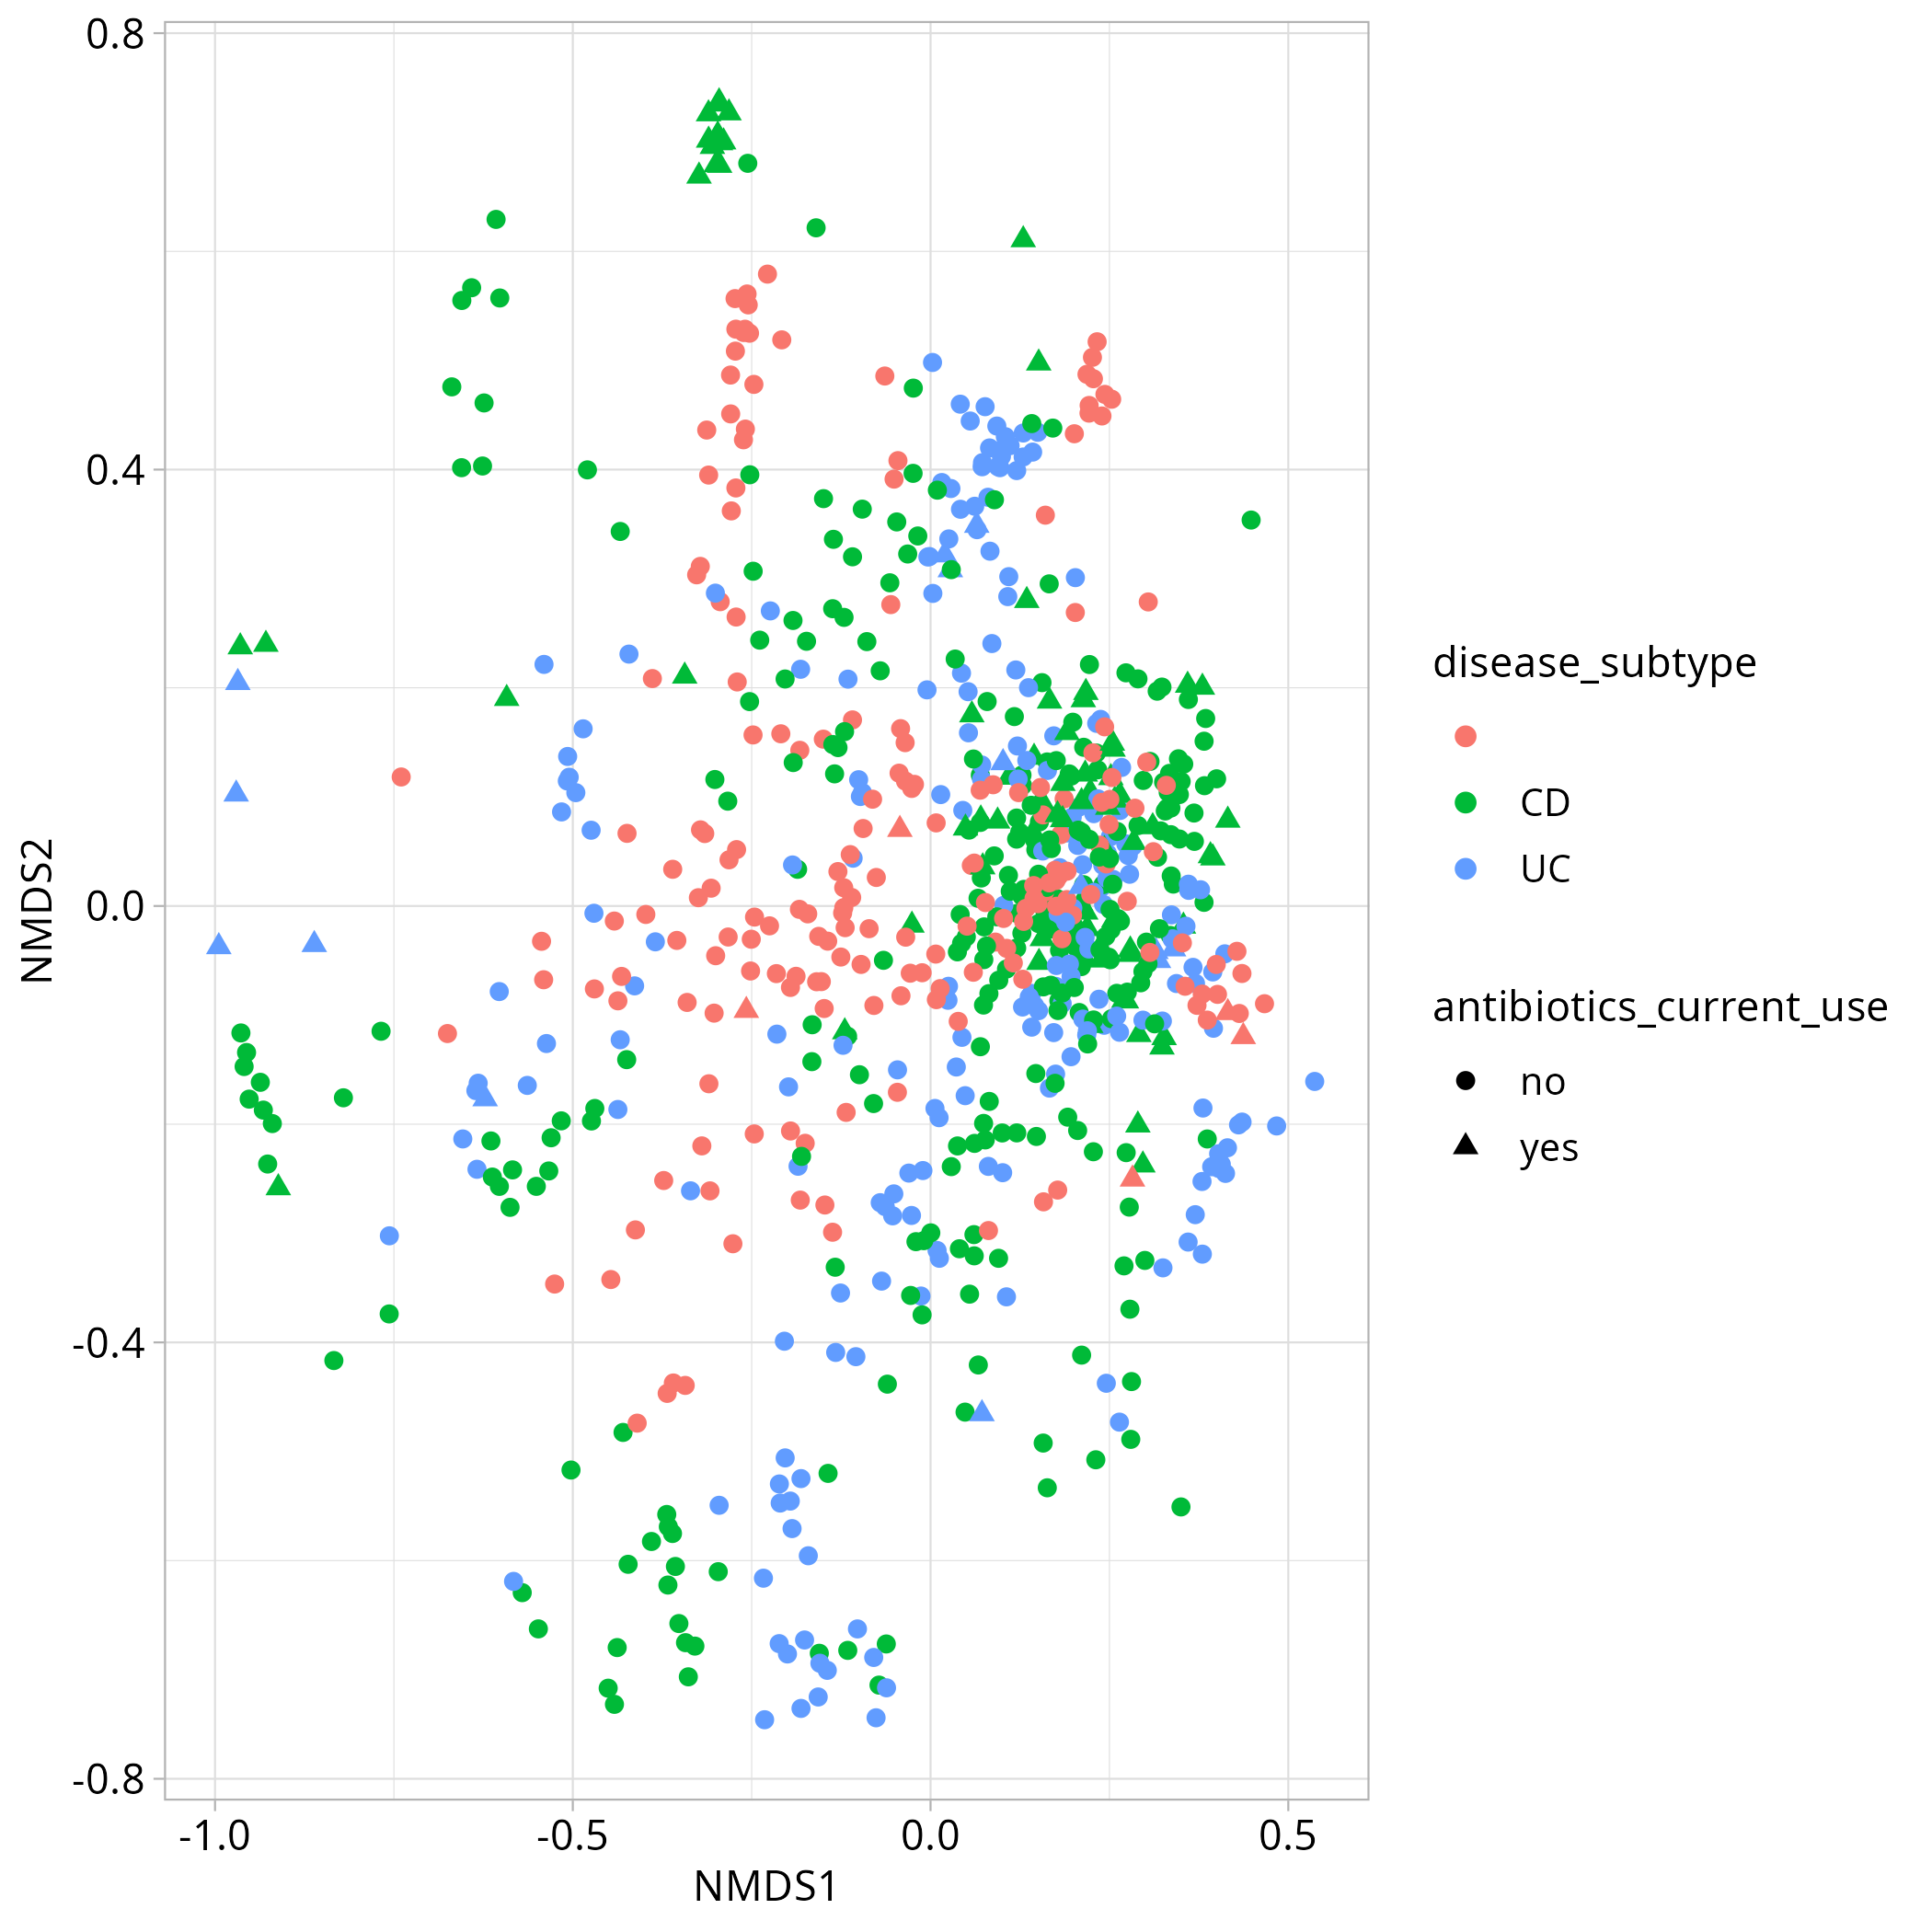 0.8
0.4
0.0
-0.4
-0.8
NMDS2
-1.0
-0.5
0.0
0.5
NMDS1
disease_subtype
CD
UC
antibiotics_current_use
no
yes